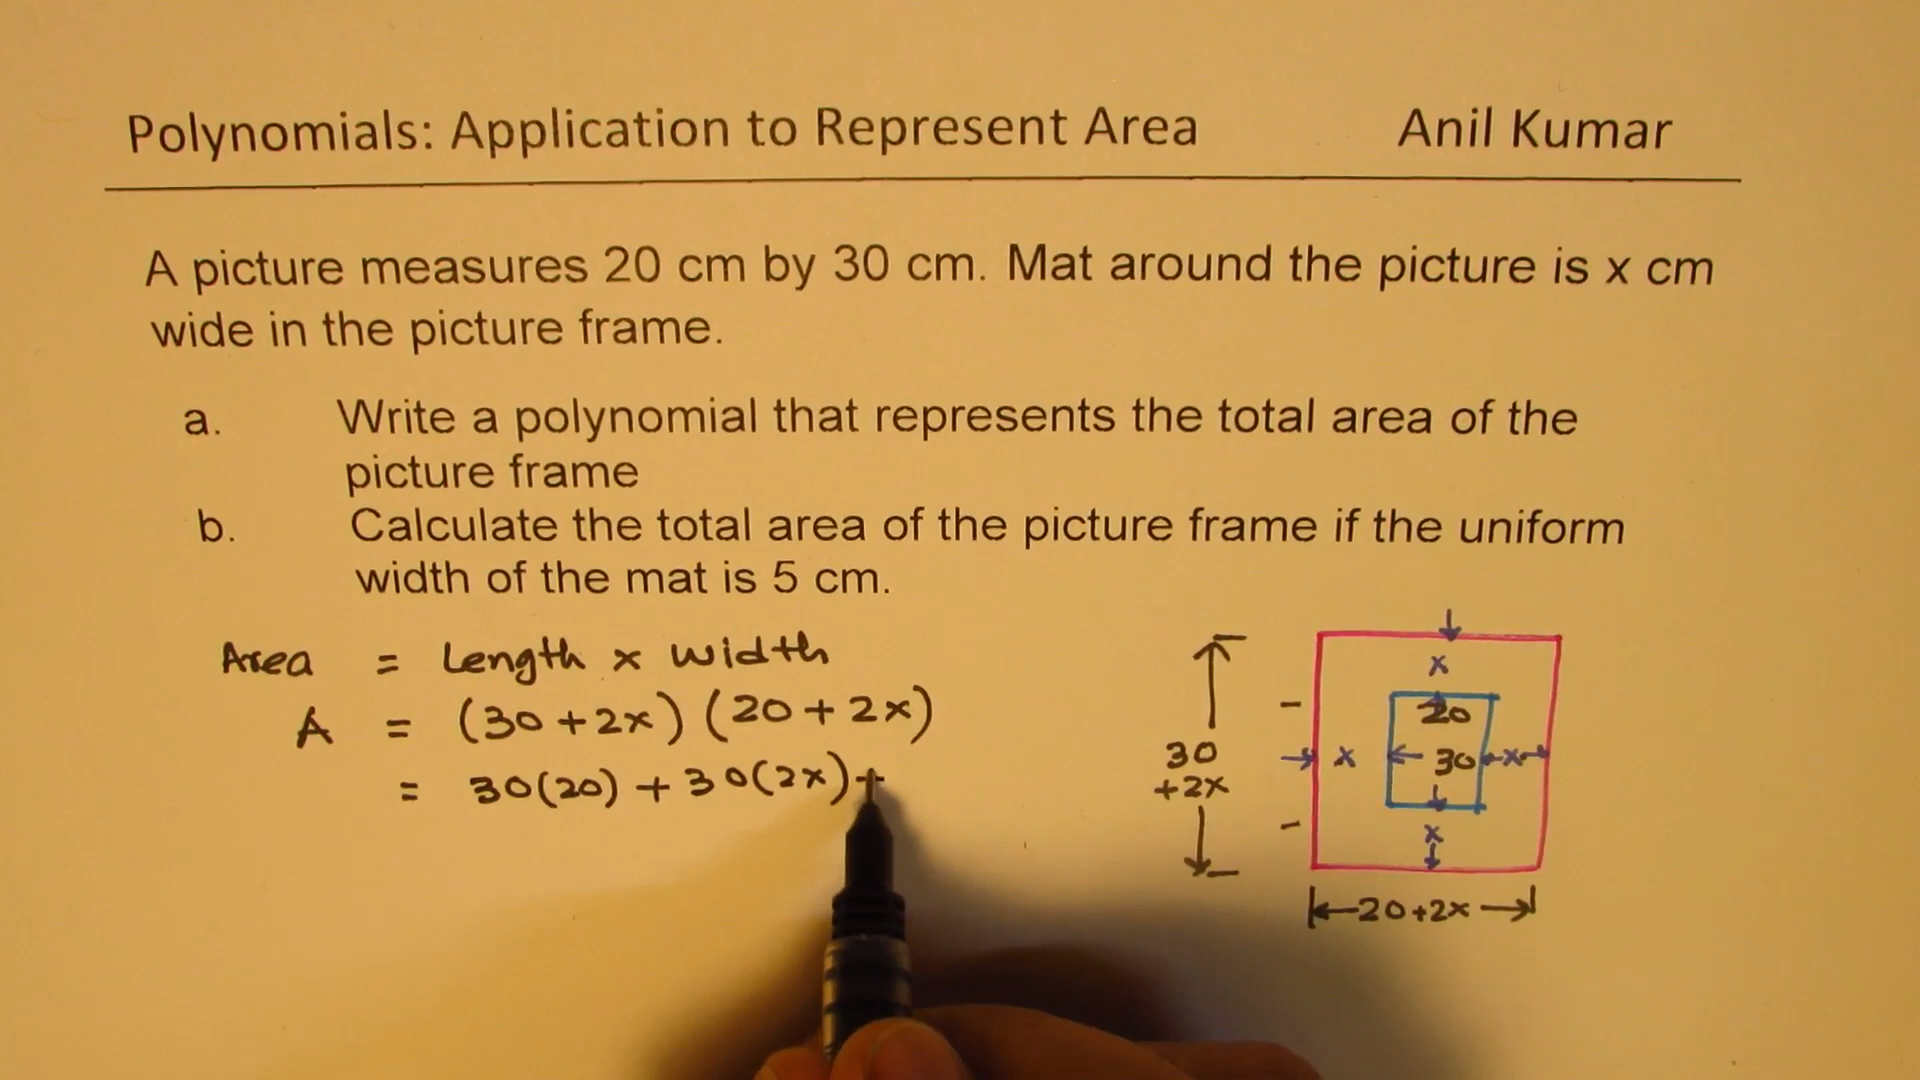 Polynomials: Application to Represent Area Anil Kumar
A picture measures 20 cm by 30 cm. Mat around the picture is x cm
wide in the picture frame.
a. Write a polynomial that represents the total area of the
picture frame
b. Calculate the total area of the picture frame if the uniform
width of the mat is 5 cm.
Area = Length x width
A = (30 + 2x) (20 + 2x)
= 30(20) + 30(2x) +
x
20
x 30 x
x
30
+2x
20+2x